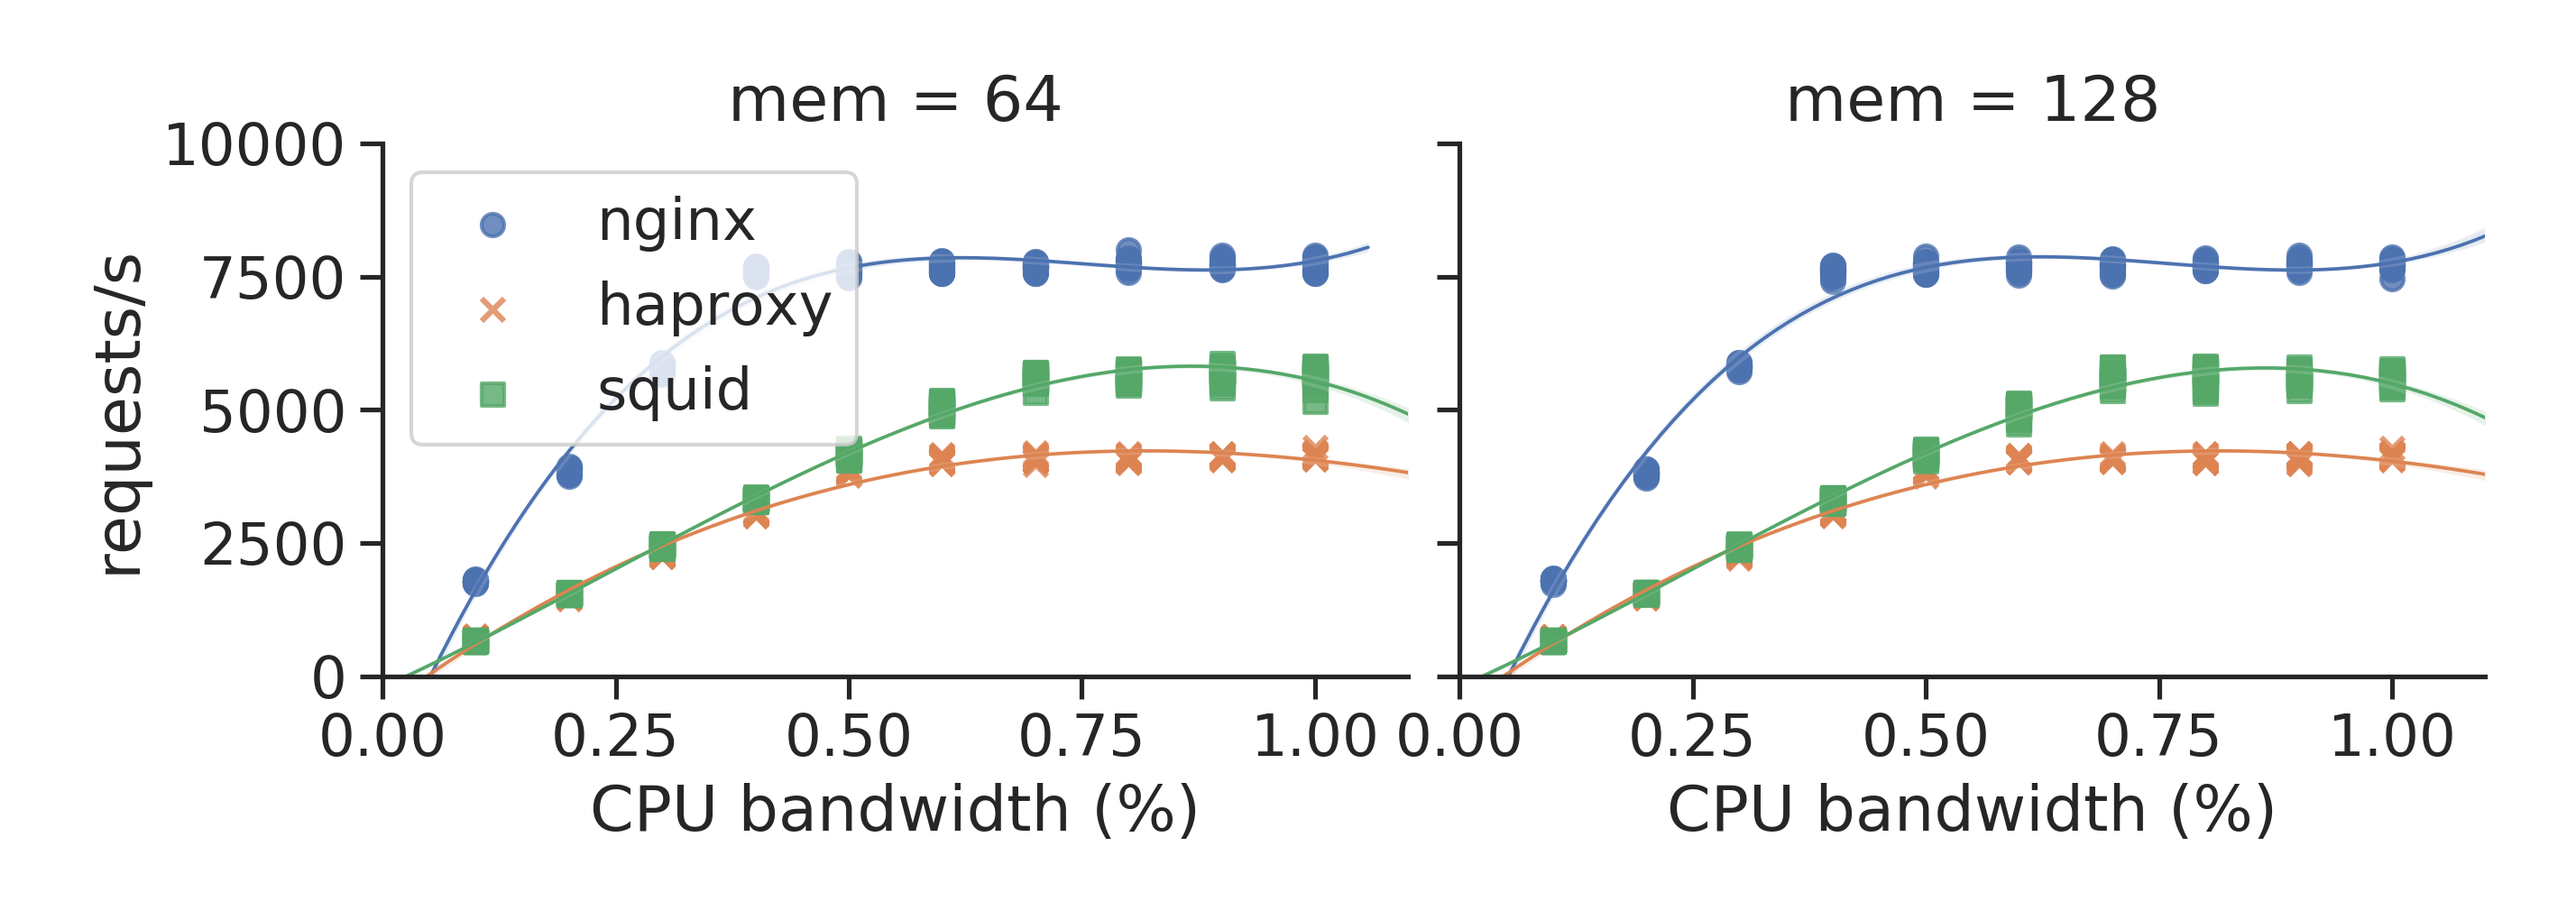 mem = 64
mem = 128
requests/s
10000
7500
5000
2500
0
nginx
haproxy
squid
0.00 0.25 0.50 0.75 1.00
0.00 0.25 0.50 0.75 1.00
CPU bandwidth (%)
CPU bandwidth (%)